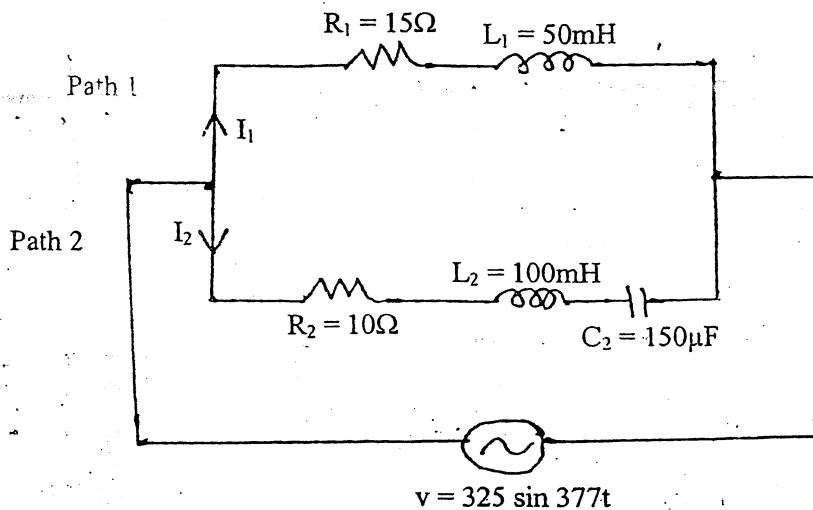 R₁ = 15Ω
L₁ = 50mH
Path 1
I₁
Path 2
I₂
L₂ = 100mH
R₂ = 10Ω
C₂ = 150μF
v = 325 sin 377t